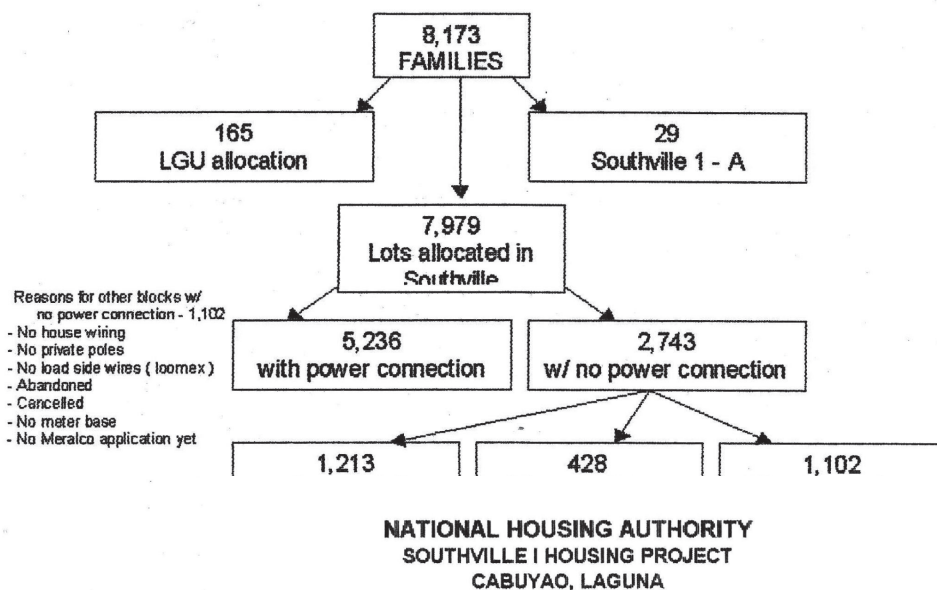 8,173
FAMILIES
165
LGU allocation
29
Southville 1 - A
7,979
Lots allocated in
Southville
Reasons for other blocks w/
no power connection - 1,102
- No house wiring
- No private poles
- No load side wires ( loomex )
- Abandoned
- Cancelled
- No meter base
- No Meralco application yet
5,236
with power connection
2,743
w/ no power connection
1,213
428
1,102
NATIONAL HOUSING AUTHORITY
SOUTHVILLE I HOUSING PROJECT
CABUYAO, LAGUNA